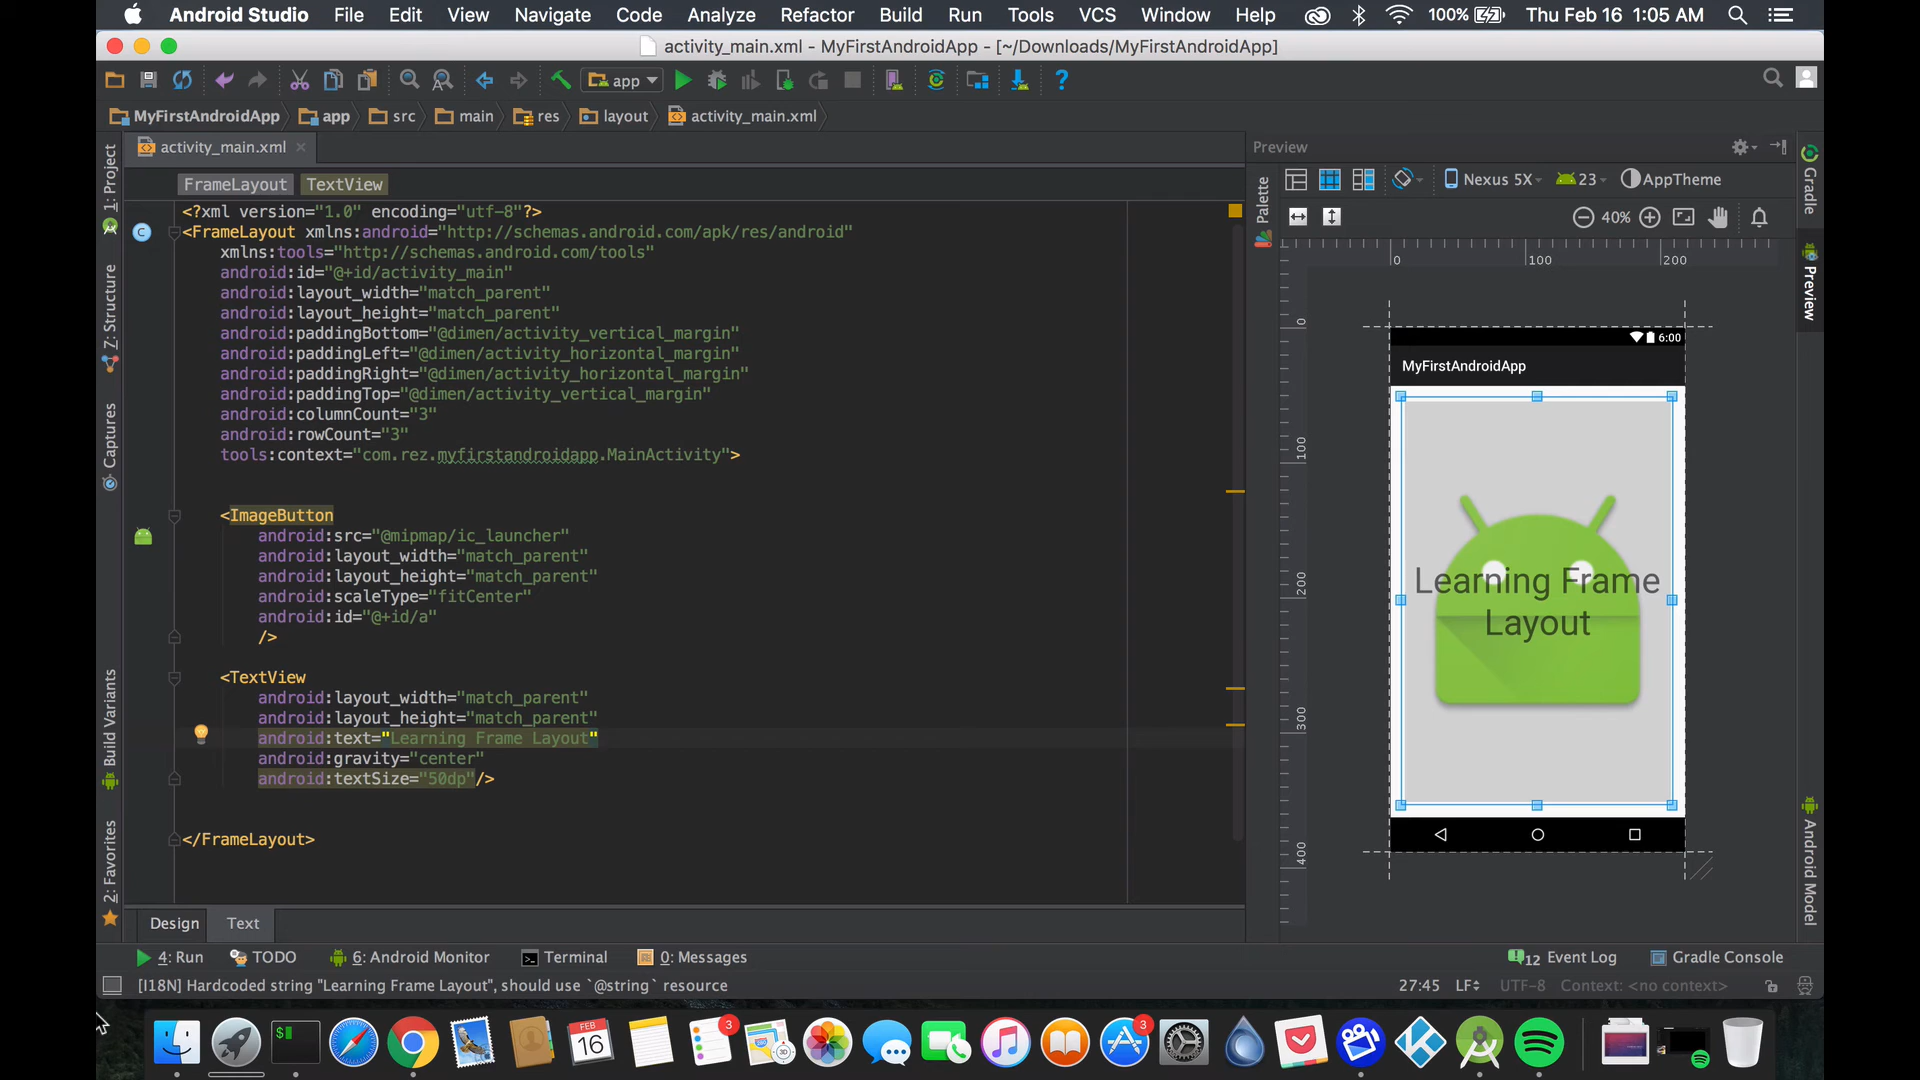 Android Studio File Edit View Navigate Code Analyze Refactor Build Run Tools VCS Window Help 100% Thu Feb 16 1:05 AM
activity_main.xml - MyFirstAndroidApp - [~/Downloads/MyFirstAndroidApp]
app
MyFirstAndroidApp app src main res layout activity_main.xml
activity_main.xml
FrameLayout TextView
<?xml version="1.0" encoding="utf-8"?>
<FrameLayout xmlns:android="http://schemas.android.com/apk/res/android"
xmlns:tools="http://schemas.android.com/tools"
android:id="@+id/activity_main"
android:layout_width="match_parent"
android:layout_height="match_parent"
android:paddingBottom="@dimen/activity_vertical_margin"
android:paddingLeft="@dimen/activity_horizontal_margin"
android:paddingRight="@dimen/activity_horizontal_margin"
android:paddingTop="@dimen/activity_vertical_margin"
android:columnCount="3"
android:rowCount="3"
tools:context="com.rez.myfirstandroidapp.MainActivity">
<ImageButton
android:src="@mipmap/ic_launcher"
android:layout_width="match_parent"
android:layout_height="match_parent"
android:scaleType="fitCenter"
android:id="@+id/a"
/>
<TextView
android:layout_width="match_parent"
android:layout_height="match_parent"
android:text="Learning Frame Layout"
android:gravity="center"
android:textSize="50dp"/>
</FrameLayout>
1: Project
7: Structure
Captures
Build Variants
2: Favorites
Preview
Palette
Nexus 5X 23 AppTheme
40%
0 100 200
0
100
200
300
400
6:00
MyFirstAndroidApp
Learning Frame
Layout
Gradle
Preview
Android Model
Design Text
4: Run TODO 6: Android Monitor Terminal 0: Messages 12 Event Log Gradle Console
[I18N] Hardcoded string "Learning Frame Layout", should use `@string` resource 27:45 LF UTF-8 Context: <no context>
$
FEB
16
3
3